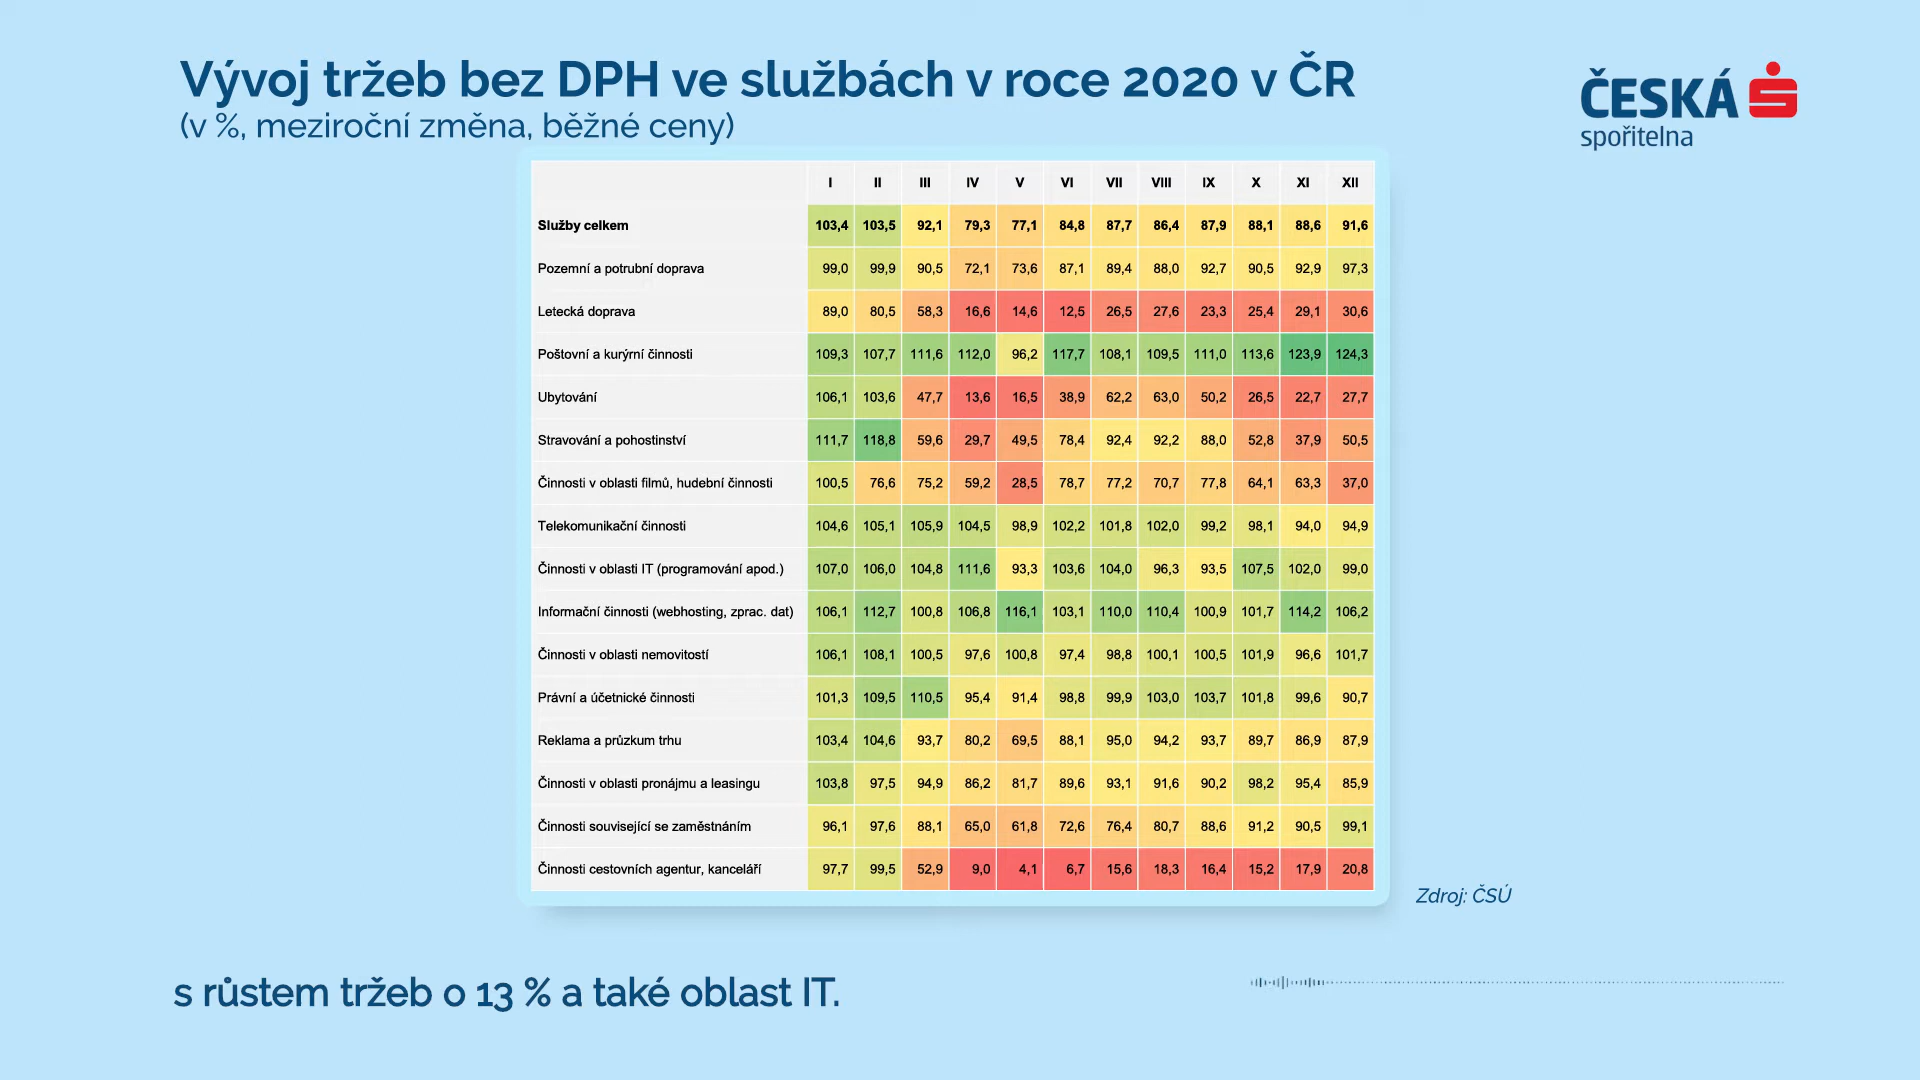 Vývoj tržeb bez DPH ve službách v roce 2020 v ČR
(v %, meziroční změna, běžné ceny)
ČESKÁ
spořitelna
I II III IV V VI VII VIII IX X XI XII
Služby celkem 103,4 103,5 92,1 79,3 77,1 84,8 87,7 86,4 87,9 88,1 88,6 91,6
Pozemní a potrubní doprava 99,0 99,9 90,5 72,1 73,6 87,1 89,4 88,0 92,7 90,5 92,9 97,3
Letecká doprava 89,0 80,5 58,3 16,6 14,6 12,5 26,5 27,6 23,3 25,4 29,1 30,6
Poštovní a kurýrní činnosti 109,3 107,7 111,6 112,0 96,2 117,7 108,1 109,5 111,0 113,6 123,9 124,3
Ubytování 106,1 103,6 47,7 13,6 16,5 38,9 62,2 63,0 50,2 26,5 22,7 27,7
Stravování a pohostinství 111,7 118,8 59,6 29,7 49,5 78,4 92,4 92,2 88,0 52,8 37,9 50,5
Činnosti v oblasti filmů, hudební činnosti 100,5 76,6 75,2 59,2 28,5 78,7 77,2 70,7 77,8 64,1 63,3 37,0
Telekomunikační činnosti 104,6 105,1 105,9 104,5 98,9 102,2 101,8 102,0 99,2 98,1 94,0 94,9
Činnosti v oblasti IT (programování apod.) 107,0 106,0 104,8 111,6 93,3 103,6 104,0 96,3 93,5 107,5 102,0 99,0
Informační činnosti (webhosting, zprac. dat) 106,1 112,7 100,8 106,8 116,1 103,1 110,0 110,4 100,9 101,7 114,2 106,2
Činnosti v oblasti nemovitostí 106,1 108,1 100,5 97,6 100,8 97,4 98,8 100,1 100,5 101,9 96,6 101,7
Právní a účetnické činnosti 101,3 109,5 110,5 95,4 91,4 98,8 99,9 103,0 103,7 101,8 99,6 90,7
Reklama a průzkum trhu 103,4 104,6 93,7 80,2 69,5 88,1 95,0 94,2 93,7 89,7 86,9 87,9
Činnosti v oblasti pronájmu a leasingu 103,8 97,5 94,9 86,2 81,7 89,6 93,1 91,6 90,2 98,2 95,4 85,9
Činnosti související se zaměstnáním 96,1 97,6 88,1 65,0 61,8 72,6 76,4 80,7 88,6 91,2 90,5 99,1
Činnosti cestovních agentur, kanceláří 97,7 99,5 52,9 9,0 4,1 6,7 15,6 18,3 16,4 15,2 17,9 20,8
Zdroj: ČSÚ
s růstem tržeb o 13 % a také oblast IT.